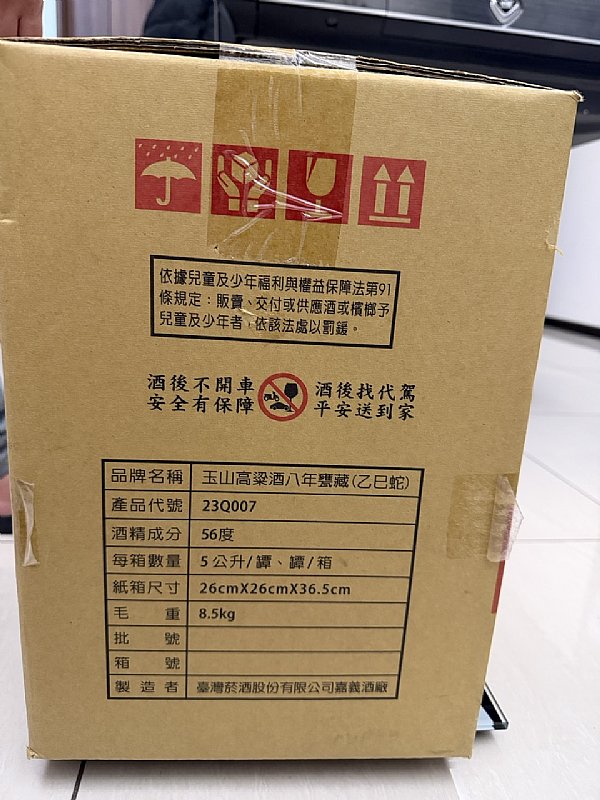 依據兒童及少年福利與權益保障法第91
條規定：販賣、交付或供應酒或檳榔予
兒童及少年者，依該法處以罰鍰。
酒後不開車 酒後找代駕
安全有保障 平安送到家
品牌名稱 玉山高粱酒八年甕藏(乙巳蛇)
產品代號 23Q007
酒精成分 56度
每箱數量 5公升/罈、罈/箱
紙箱尺寸 26cmX26cmX36.5cm
毛重 8.5kg
批號
箱號
製造者 臺灣菸酒股份有限公司嘉義酒廠